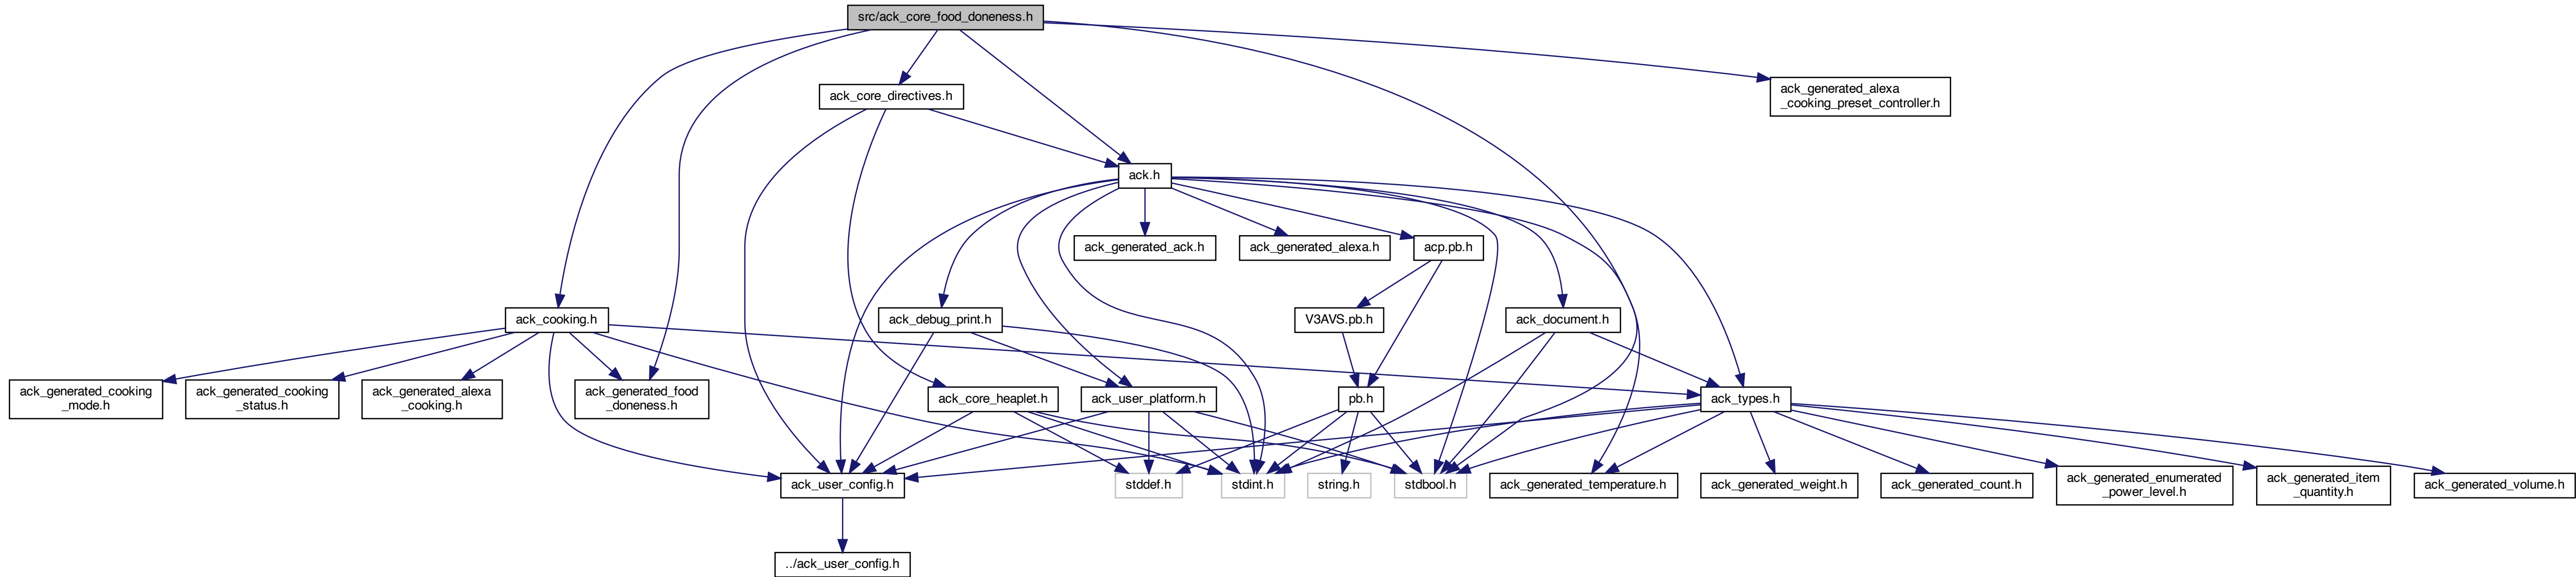 src/ack_core_food_doneness.h
ack_generated_alexa
_cooking_preset_controller.h
ack_core_directives.h
ack.h
ack_generated_ack.h
ack_generated_alexa.h
acp.pb.h
ack_cooking.h
ack_debug_print.h
V3AVS.pb.h
ack_document.h
ack_generated_cooking
_mode.h
ack_generated_cooking
_status.h
ack_generated_alexa
_cooking.h
ack_generated_food
_doneness.h
ack_core_heaplet.h
ack_user_platform.h
pb.h
ack_types.h
ack_user_config.h
stddef.h
stdint.h
string.h
stdbool.h
ack_generated_temperature.h
ack_generated_weight.h
ack_generated_count.h
ack_generated_enumerated
_power_level.h
ack_generated_item
_quantity.h
ack_generated_volume.h
../ack_user_config.h